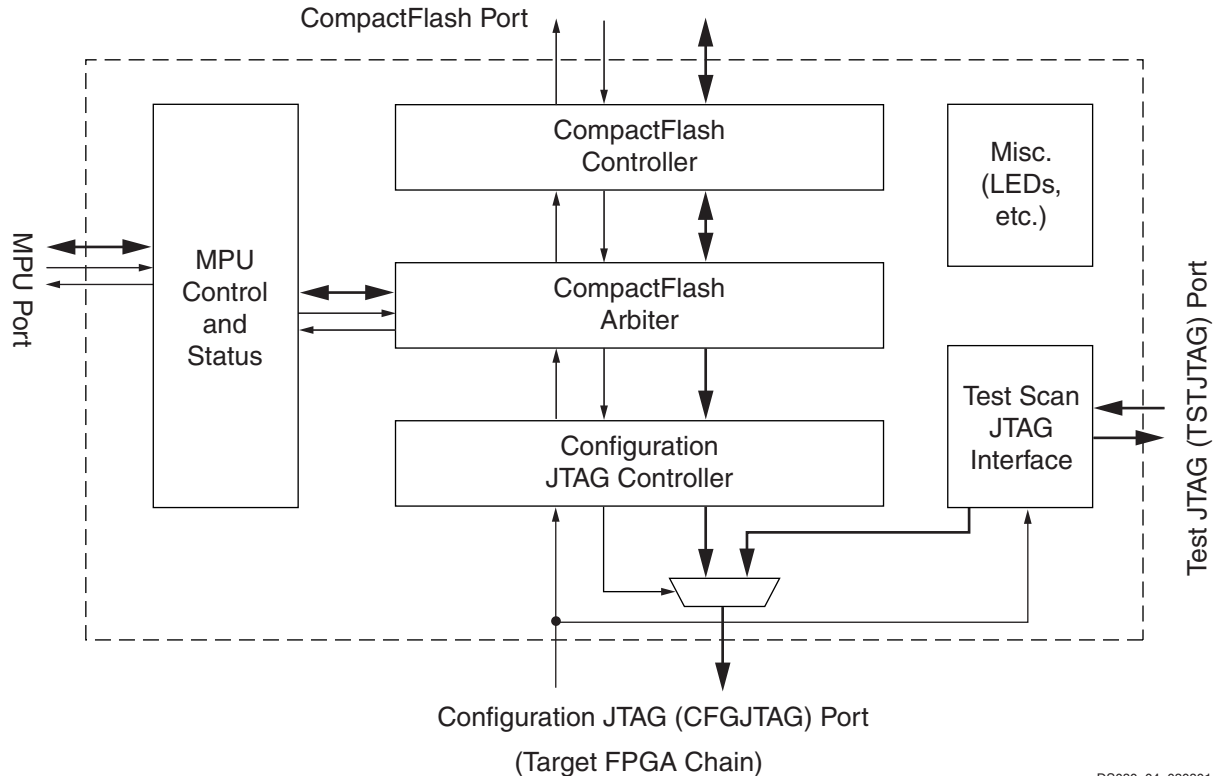 CompactFlash Port
CompactFlash
Controller
Misc.
(LEDs,
etc.)
MPU Port
MPU
Control
and
Status
CompactFlash
Arbiter
Test Scan
JTAG
Interface
Test JTAG (TSTJTAG) Port
Configuration
JTAG Controller
Configuration JTAG (CFGJTAG) Port
(Target FPGA Chain)